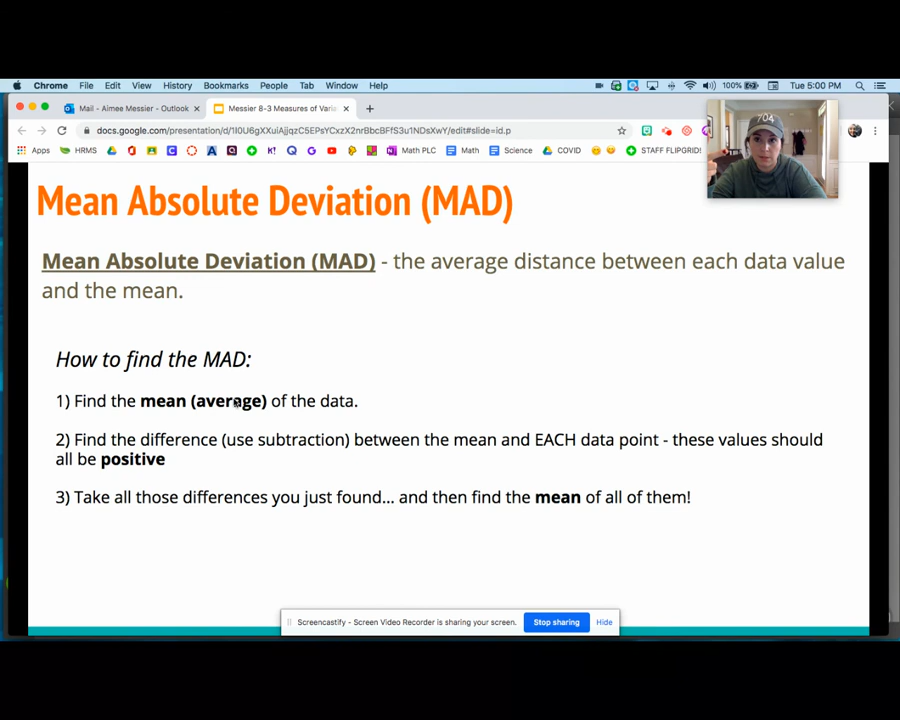 Chrome File Edit View History Bookmarks People Tab Window Help 100% Tue 5:00 PM
Mail - Aimee Messier - Outlook × Messier 8-3 Measures of Varia × +
docs.google.com/presentation/d/1I0U6gXXuiAjjqzC5EPsYCxzX2nrBbcBFfS3u1NDsXwY/edit#slide=id.p
Apps HRMS Math PLC Math Science COVID STAFF FLIPGRID!
704
Mean Absolute Deviation (MAD)
Mean Absolute Deviation (MAD) - the average distance between each data value
and the mean.
How to find the MAD:
1) Find the mean (average) of the data.
2) Find the difference (use subtraction) between the mean and EACH data point - these values should
all be positive
3) Take all those differences you just found... and then find the mean of all of them!
Screencastify - Screen Video Recorder is sharing your screen. Stop sharing Hide